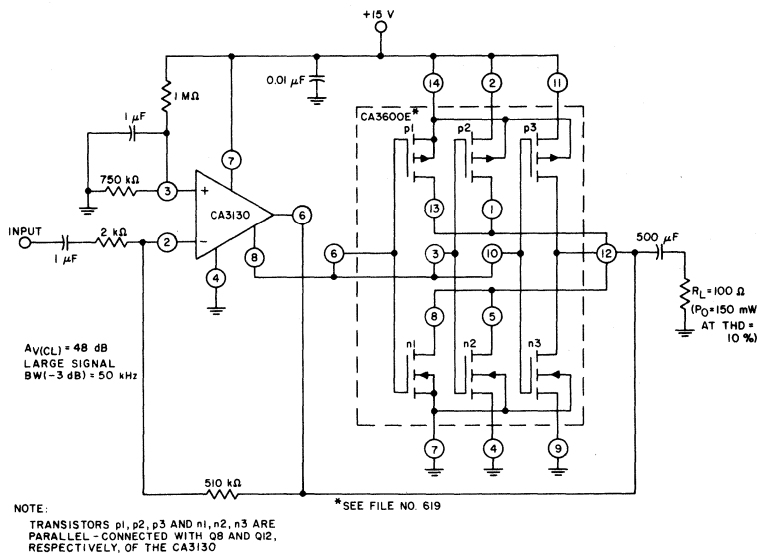 +15 V
0.01 μF
1 MΩ
1 μF
750 kΩ
3
+
7
CA3130
6
INPUT
1 μF
2 kΩ
2
−
4
8
14
2
11
CA3600E*
p1
p2
p3
13
1
6
3
10
12
500 μF
RL=100 Ω
(PO=150 mW
AT THD=
10 %)
8
5
n1
n2
n3
7
4
9
AV(CL) = 48 dB
LARGE SIGNAL
BW(-3 dB) = 50 kHz
510 kΩ
*SEE FILE NO. 619
NOTE:
TRANSISTORS p1, p2, p3 AND n1, n2, n3 ARE
PARALLEL-CONNECTED WITH Q8 AND Q12,
RESPECTIVELY, OF THE CA3130